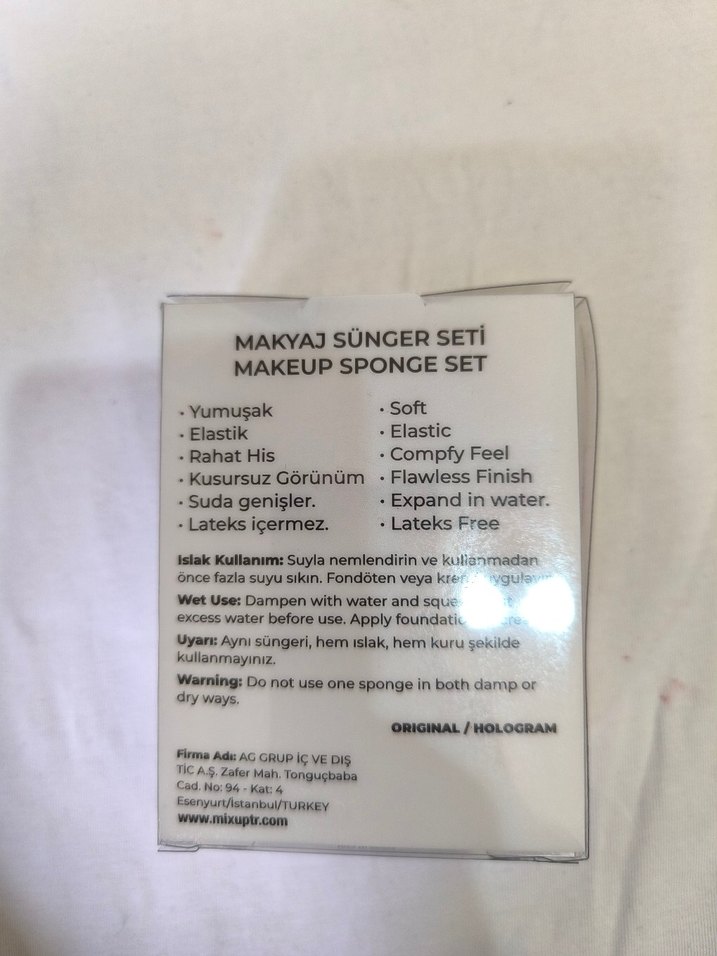 MAKYAJ SÜNGER SETİ
MAKEUP SPONGE SET
• Yumuşak
• Elastik
• Rahat His
• Kusursuz Görünüm
• Suda genişler.
• Lateks içermez.
• Soft
• Elastic
• Compfy Feel
• Flawless Finish
• Expand in water.
• Lateks Free
Islak Kullanım: Suyla nemlendirin ve kullanmadan
önce fazla suyu sıkın. Fondöten veya
Wet Use: Dampen with water and
excess water before use. Apply
Uyarı: Aynı süngeri, hem ıslak, hem kuru şekilde
kullanmayınız.
Warning: Do not use one sponge in both damp or
dry ways.
ORIGINAL / HOLOGRAM
Firma Adı: AG GRUP İÇ VE DIŞ
TİC A.Ş. Zafer Mah. Tonguçbaba
Cad. No: 94 - Kat: 4
Esenyurt/İstanbul/TURKEY
www.mixuptr.com